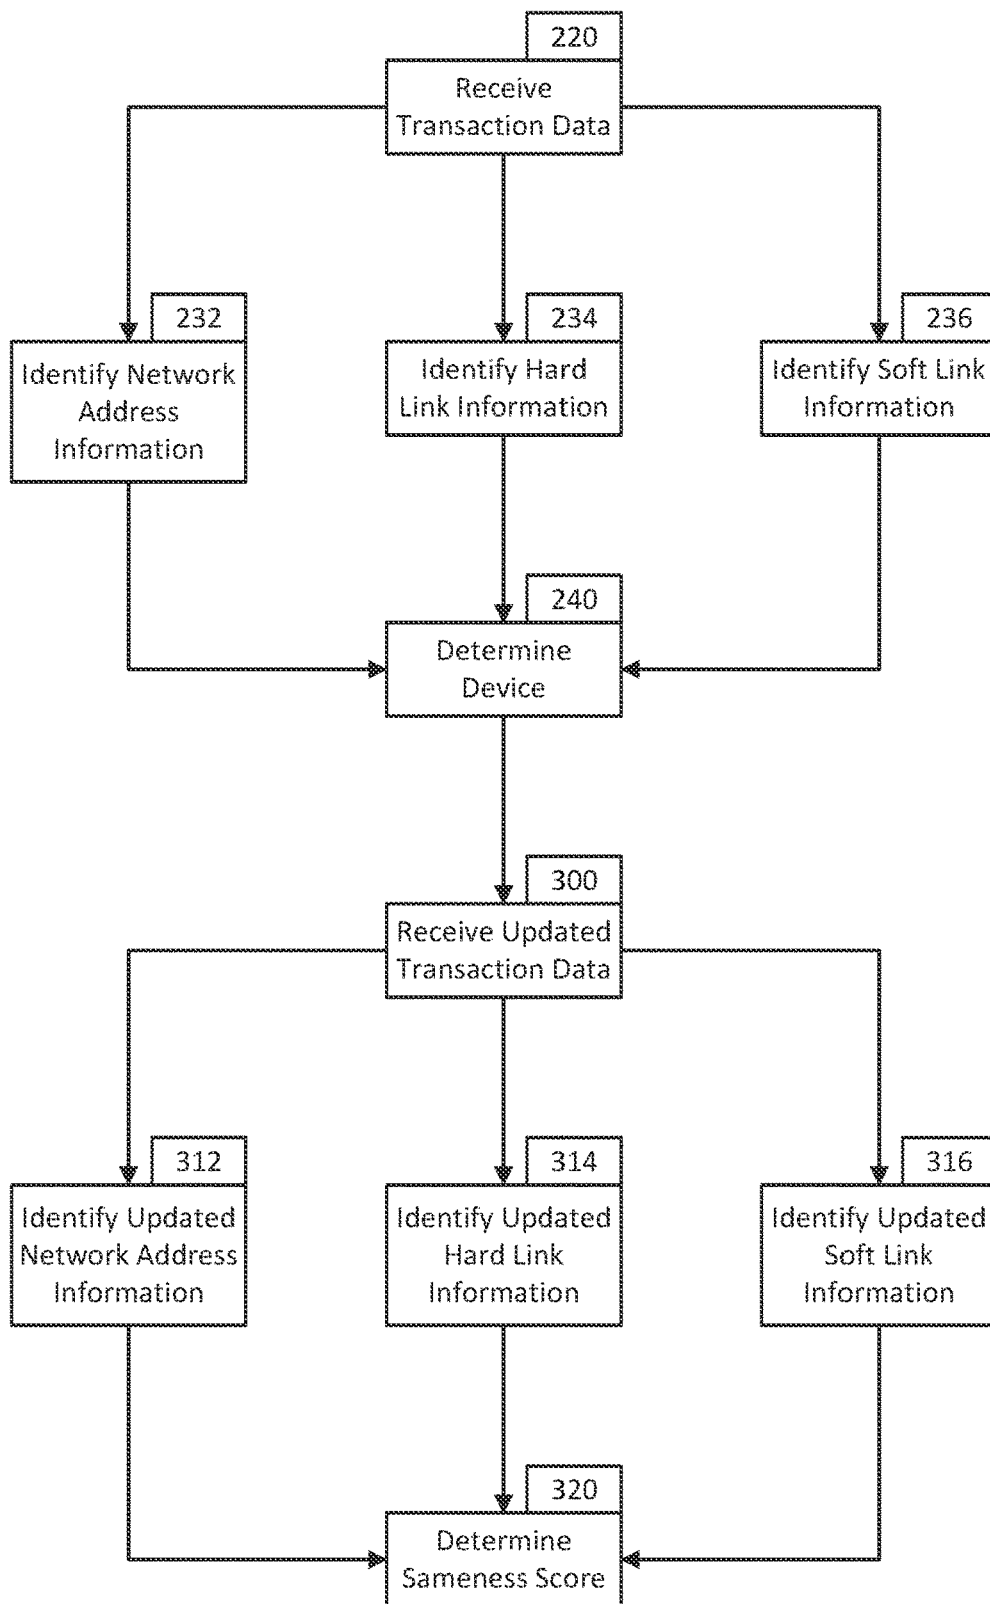 220
Receive
Transaction Data
232
Identify Network
Address
Information
234
Identify Hard
Link Information
236
Identify Soft Link
Information
240
Determine
Device
300
Receive Updated
Transaction Data
312
Identify Updated
Network Address
Information
314
Identify Updated
Hard Link
Information
316
Identify Updated
Soft Link
Information
320
Determine
Sameness Score